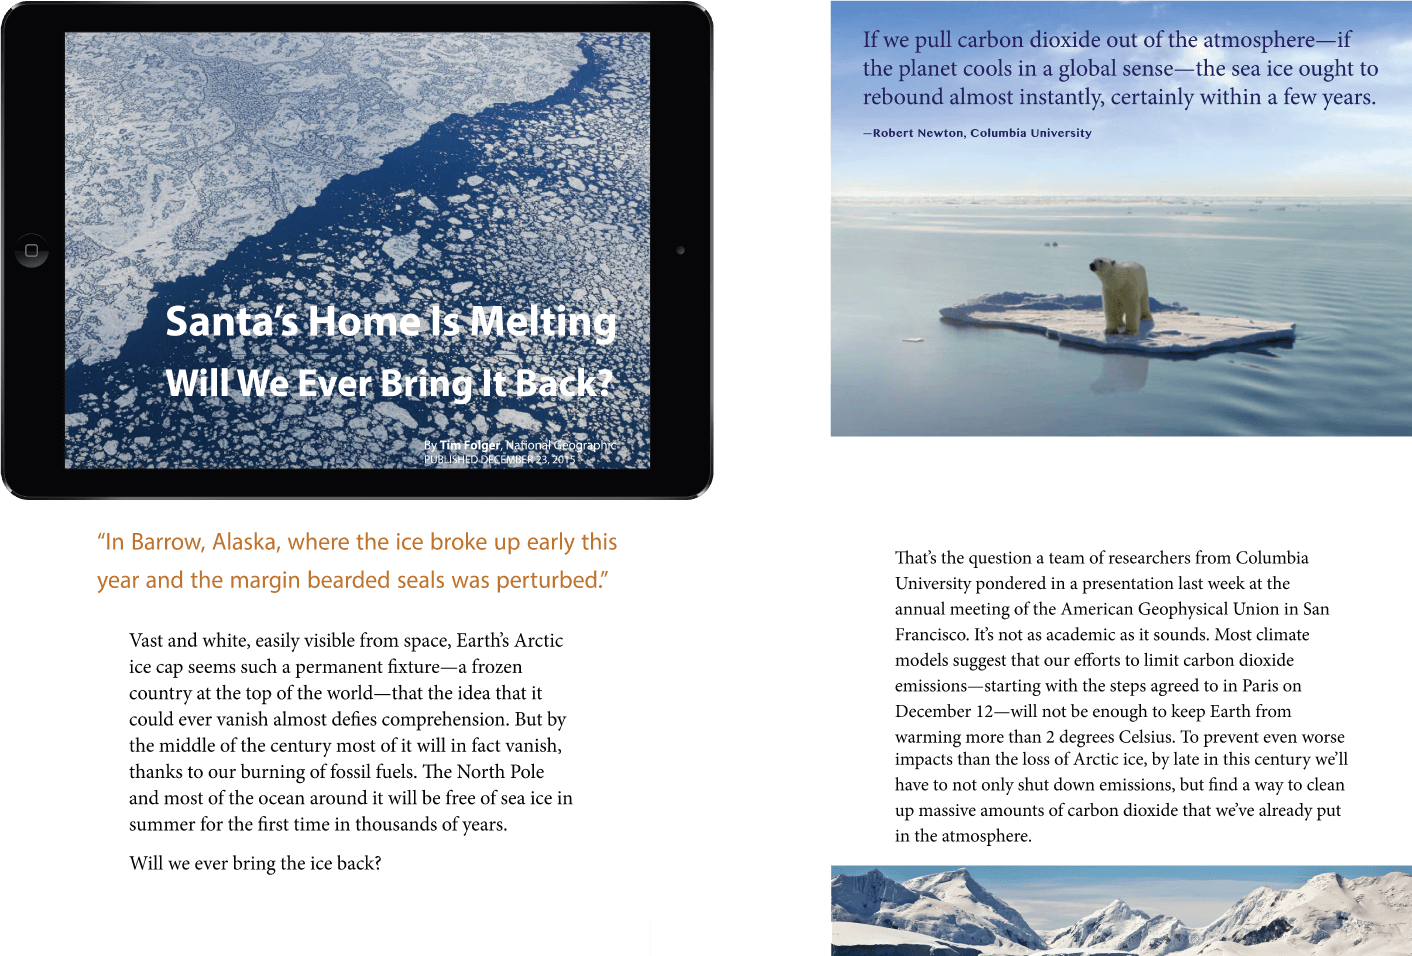 Santa's Home Is Melting
Will We Ever Bring It Back?
By Tim Folger, National Geographic
PUBLISHED DECEMBER 23, 2015
“In Barrow, Alaska, where the ice broke up early this
year and the margin bearded seals was perturbed.”
Vast and white, easily visible from space, Earth’s Arctic
ice cap seems such a permanent fixture—a frozen
country at the top of the world—that the idea that it
could ever vanish almost defies comprehension. But by
the middle of the century most of it will in fact vanish,
thanks to our burning of fossil fuels. The North Pole
and most of the ocean around it will be free of sea ice in
summer for the first time in thousands of years.
Will we ever bring the ice back?
If we pull carbon dioxide out of the atmosphere—if
the planet cools in a global sense—the sea ice ought to
rebound almost instantly, certainly within a few years.
—Robert Newton, Columbia University
That’s the question a team of researchers from Columbia
University pondered in a presentation last week at the
annual meeting of the American Geophysical Union in San
Francisco. It’s not as academic as it sounds. Most climate
models suggest that our efforts to limit carbon dioxide
emissions—starting with the steps agreed to in Paris on
December 12—will not be enough to keep Earth from
warming more than 2 degrees Celsius. To prevent even worse
impacts than the loss of Arctic ice, by late in this century we’ll
have to not only shut down emissions, but find a way to clean
up massive amounts of carbon dioxide that we’ve already put
in the atmosphere.